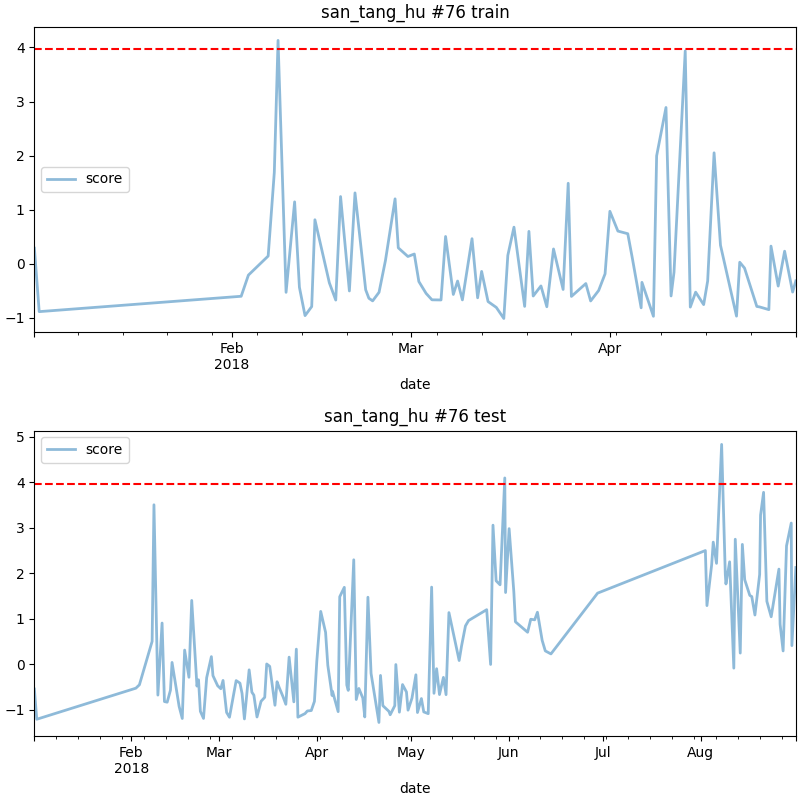 san_tang_hu #76 train
4
3
2
1
0
−1
score
Feb
2018
Mar
Apr
date
san_tang_hu #76 test
5
4
3
2
1
0
−1
score
Feb
2018
Mar
Apr
May
Jun
Jul
Aug
date